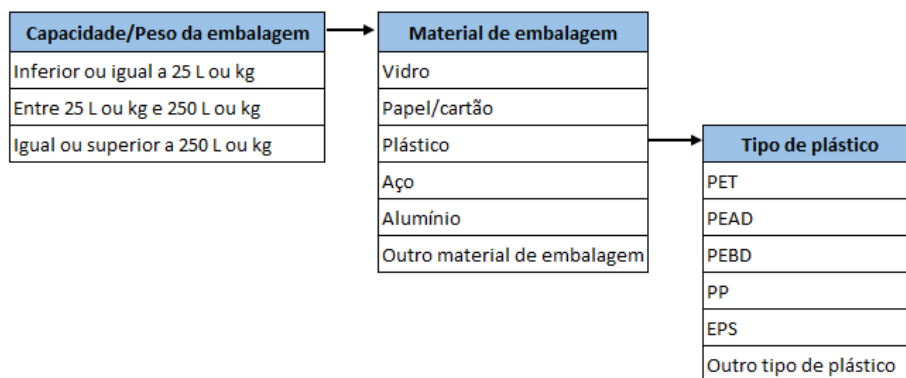 Capacidade/Peso da embalagem
Inferior ou igual a 25 L ou kg
Entre 25 L ou kg e 250 L ou kg
Igual ou superior a 250 L ou kg
Material de embalagem
Vidro
Papel/cartão
Plástico
Aço
Alumínio
Outro material de embalagem
Tipo de plástico
PET
PEAD
PEBD
PP
EPS
Outro tipo de plástico